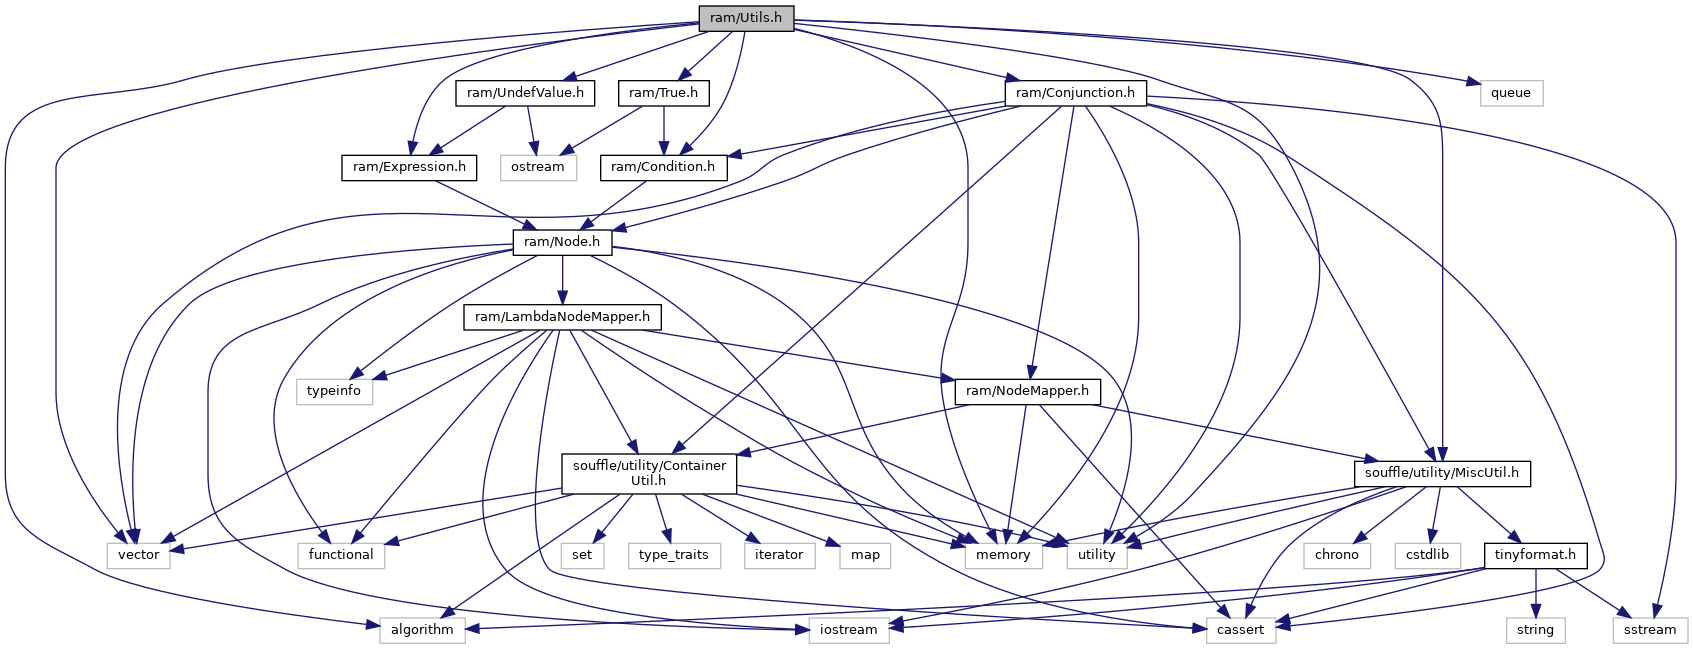 ram/Utils.h
ram/UndefValue.h
ram/True.h
ram/Conjunction.h
queue
ram/Expression.h
ostream
ram/Condition.h
ram/Node.h
ram/LambdaNodeMapper.h
typeinfo
ram/NodeMapper.h
souffle/utility/Container
Util.h
souffle/utility/MiscUtil.h
vector
functional
set
type_traits
iterator
map
memory
utility
chrono
cstdlib
tinyformat.h
algorithm
iostream
cassert
string
sstream